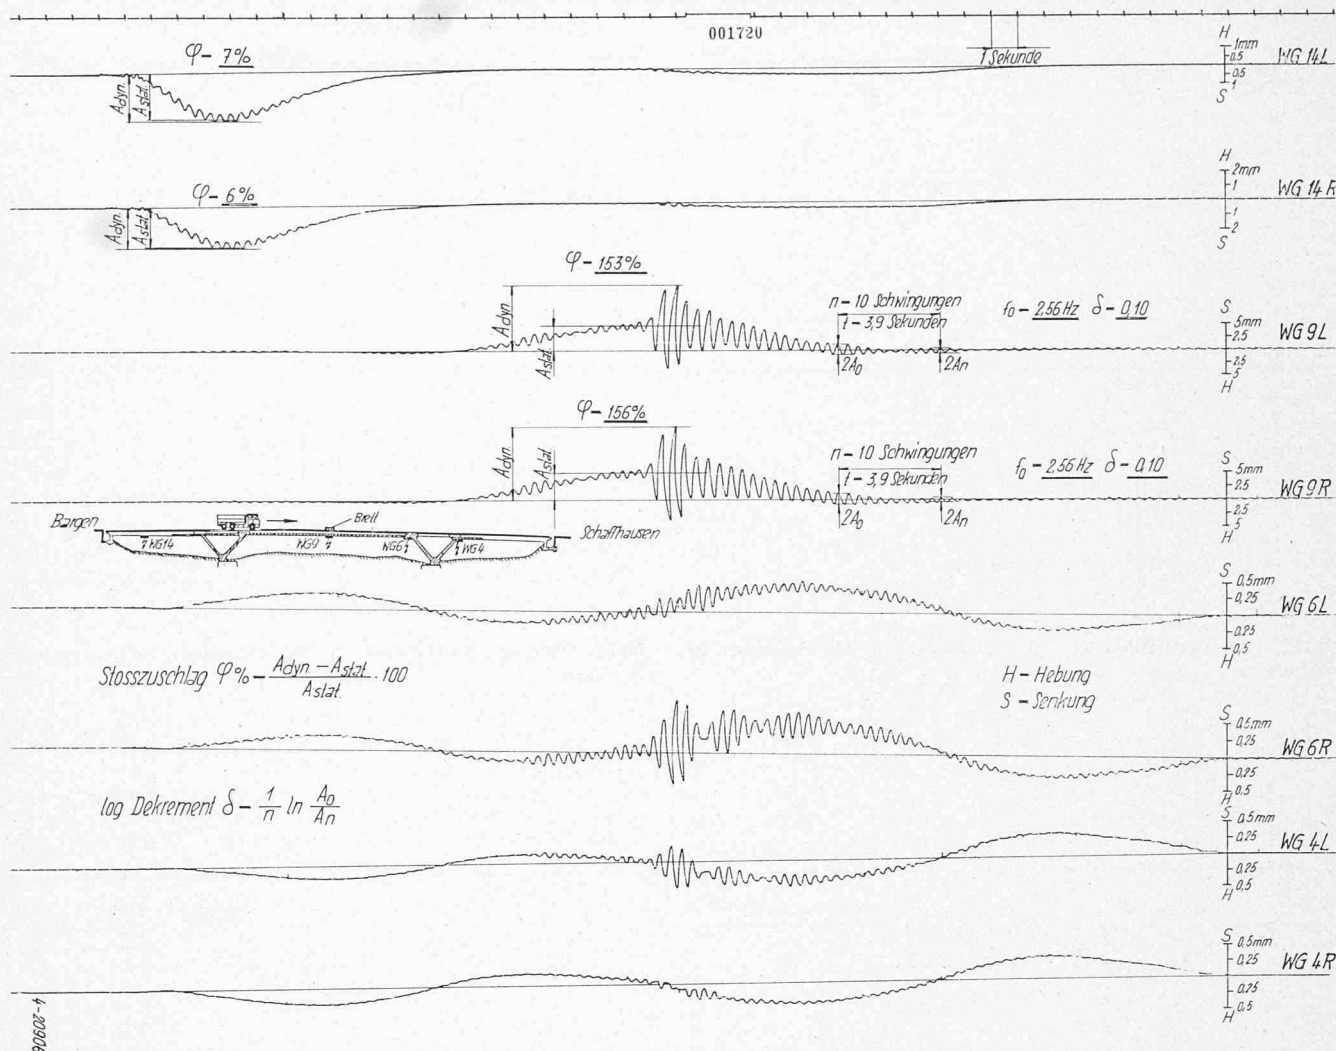 001720
φ - 7%
1 Sekunde
H
1mm
0.5
0.5
1
S
WG 14L
Adyn.
Astat.
φ - 6%
H
2mm
1
1
2
S
WG 14R
Adyn.
Astat.
φ - 153%
n - 10 Schwingungen
t - 3,9 Sekunden
f₀ - 2,56 Hz δ - 0,10
S
5mm
2.5
2.5
5
H
WG 9L
Adyn.
Astat.
2A₀
2An
φ - 156%
n - 10 Schwingungen
t - 3,9 Sekunden
f₀ - 2,56 Hz δ - 0,10
S
5mm
2.5
2.5
5
H
WG 9R
Adyn.
Astat.
2A₀
2An
Bargen
Brett
Schaffhausen
WG14
WG9
WG6
WG4
S
0,5mm
0,25
0,25
0,5
H
WG 6L
Stosszuschlag φ% - Adyn. - Astat. / Astat. · 100
H - Hebung
S - Senkung
S
0,5mm
0,25
0,25
0,5
H
WG 6R
log Dekrement δ - 1/n ln A₀/An
S
0,5mm
0,25
0,25
0,5
H
WG 4L
S
0,5mm
0,25
0,25
0,5
H
WG 4R
4-20906